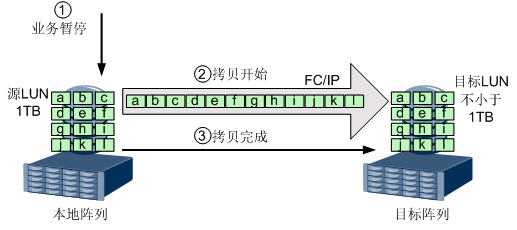 ①
业务暂停
②拷贝开始
FC/IP
源LUN
1TB
a b c
d e f
g h i
j k l
a b c d e f g h i j k l
目标LUN
不小于
1TB
a b c
d e f
g h i
j k l
③拷贝完成
本地阵列
目标阵列